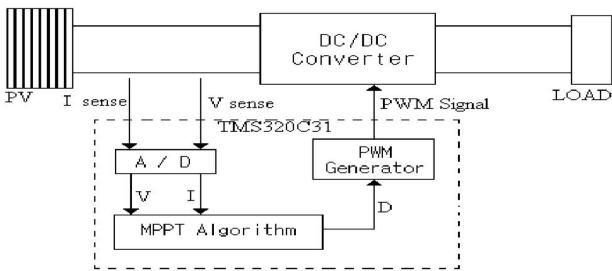 DC/DC
Converter
PV
I sense
V sense
PWM Signal
LOAD
TMS320C31
A / D
PWM
Generator
V
I
D
MPPT Algorithm